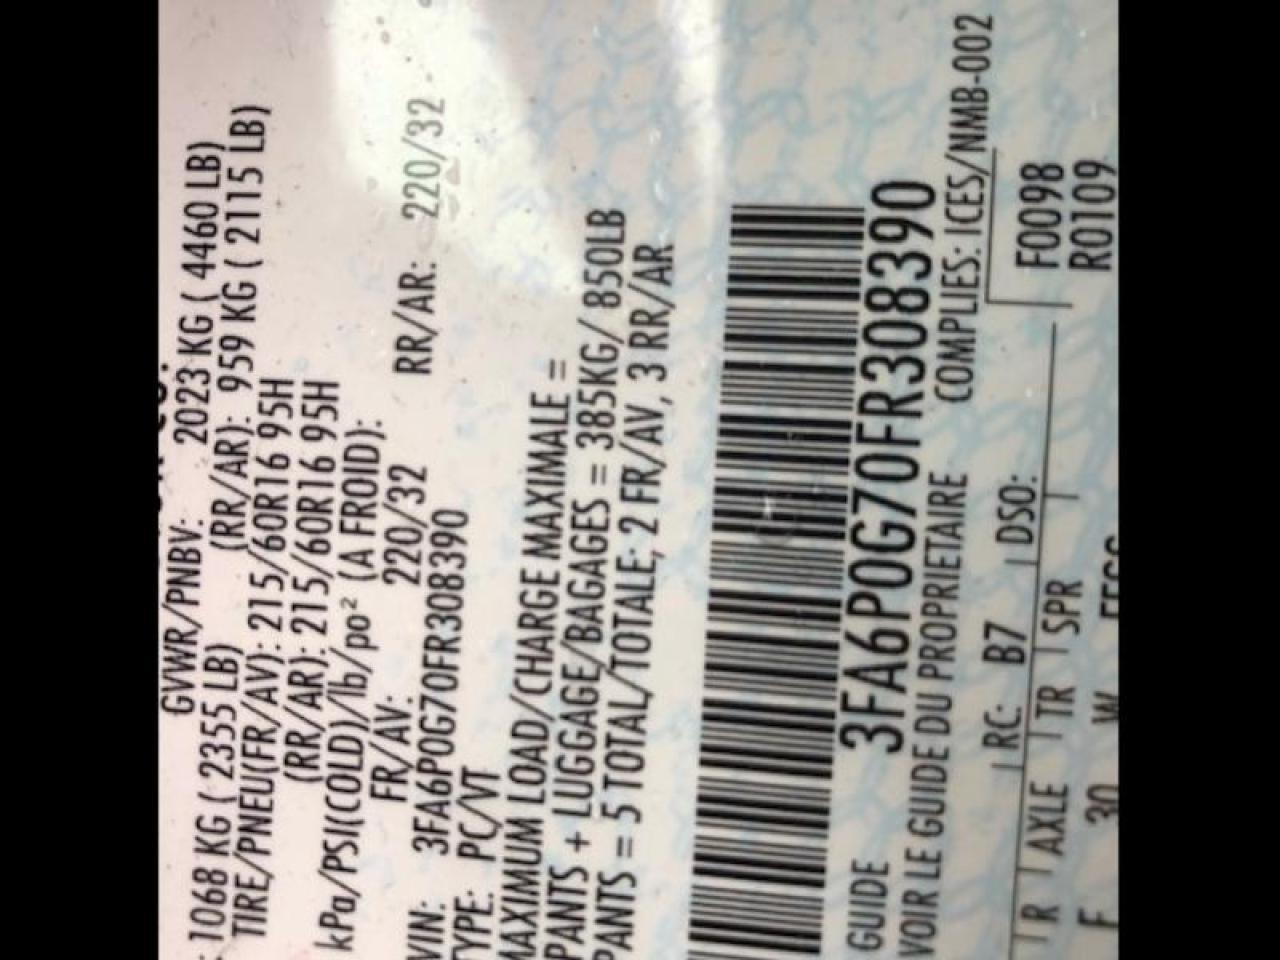 GVWR/PNBV: 2023 KG ( 4460 LB)
: 1068 KG ( 2355 LB) (RR/AR): 959 KG ( 2115 LB)
TIRE/PNEU(FR/AV): 215/60R16 95H
(RR/AR): 215/60R16 95H
kPa/PSI(COLD)/lb/po² (A FROID):
FR/AV: 220/32 RR/AR: 220/32
VIN: 3FA6P0G70FR308390
TYPE: PC/VT
MAXIMUM LOAD/CHARGE MAXIMALE =
PANTS + LUGGAGE/BAGAGES = 385KG/ 850LB
PANTS = 5 TOTAL/TOTALE; 2 FR/AV, 3 RR/AR
3FA6P0G70FR308390
GUIDE
VOIR LE GUIDE DU PROPRIETAIRE COMPLIES: ICES/NMB-002
RC: B7 DSO: F0098
R AXLE TR SPR R0109
F 30 W